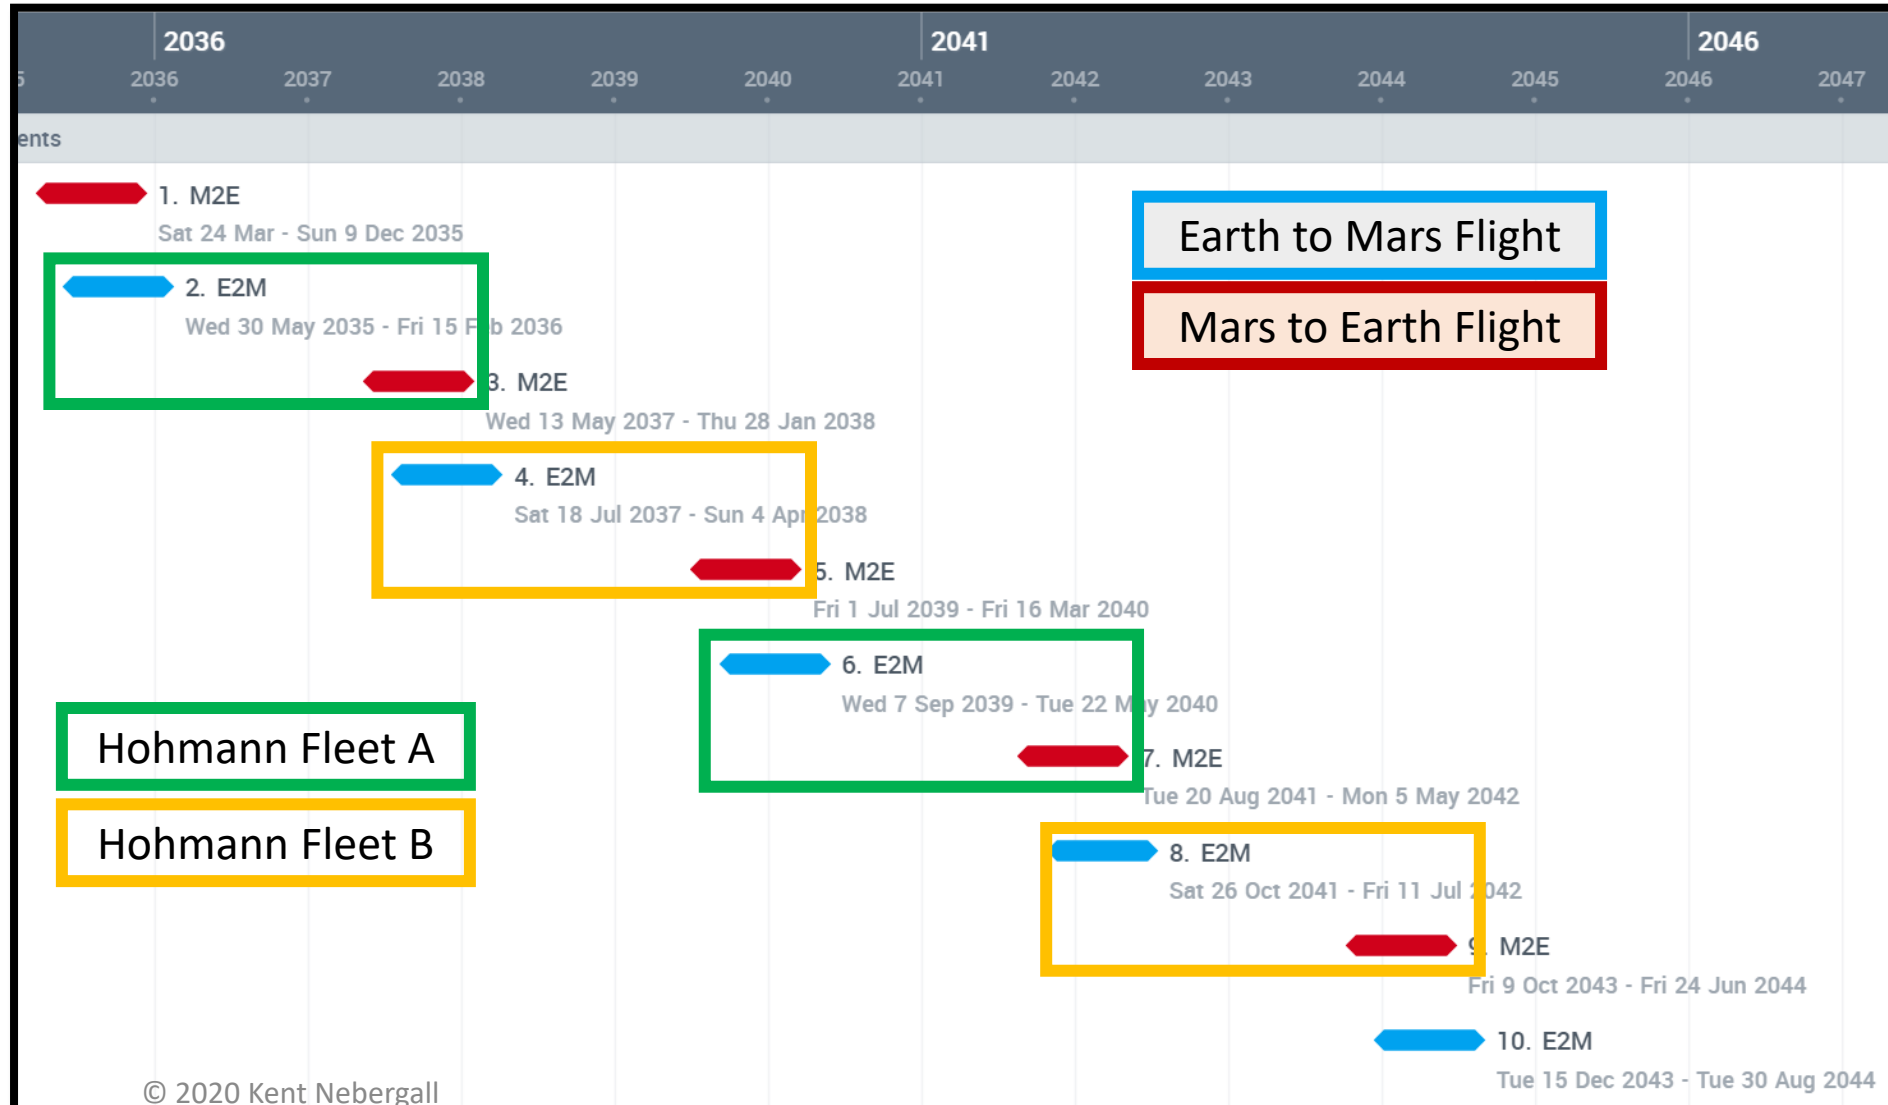 2036 2041 2046
5 2036 2037 2038 2039 2040 2041 2042 2043 2044 2045 2046 2047
ents
1. M2E
Sat 24 Mar - Sun 9 Dec 2035
Earth to Mars Flight
2. E2M
Wed 30 May 2035 - Fri 15 Feb 2036
Mars to Earth Flight
3. M2E
Wed 13 May 2037 - Thu 28 Jan 2038
4. E2M
Sat 18 Jul 2037 - Sun 4 Apr 2038
5. M2E
Fri 1 Jul 2039 - Fri 16 Mar 2040
6. E2M
Wed 7 Sep 2039 - Tue 22 May 2040
Hohmann Fleet A
7. M2E
Tue 20 Aug 2041 - Mon 5 May 2042
Hohmann Fleet B
8. E2M
Sat 26 Oct 2041 - Fri 11 Jul 2042
9. M2E
Fri 9 Oct 2043 - Fri 24 Jun 2044
10. E2M
Tue 15 Dec 2043 - Tue 30 Aug 2044
© 2020 Kent Nebergall